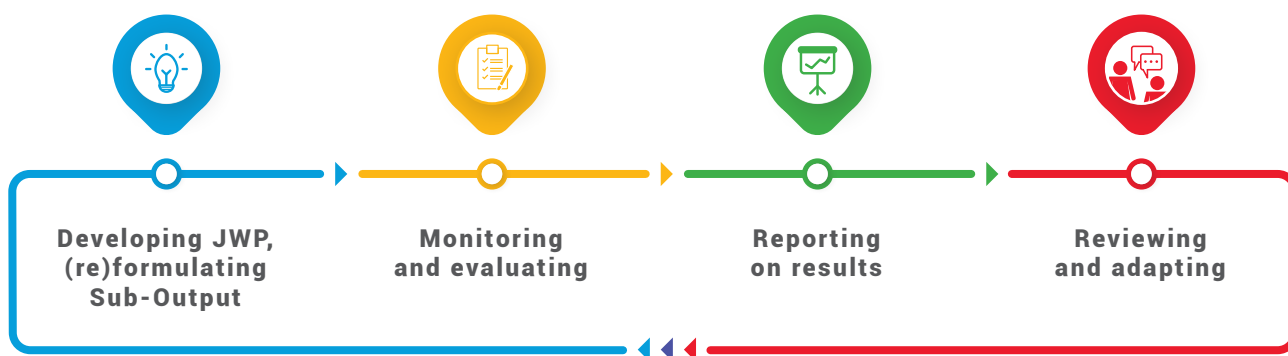 Developing JWP,
(re)formulating
Sub-Output
Monitoring
and evaluating
Reporting
on results
Reviewing
and adapting